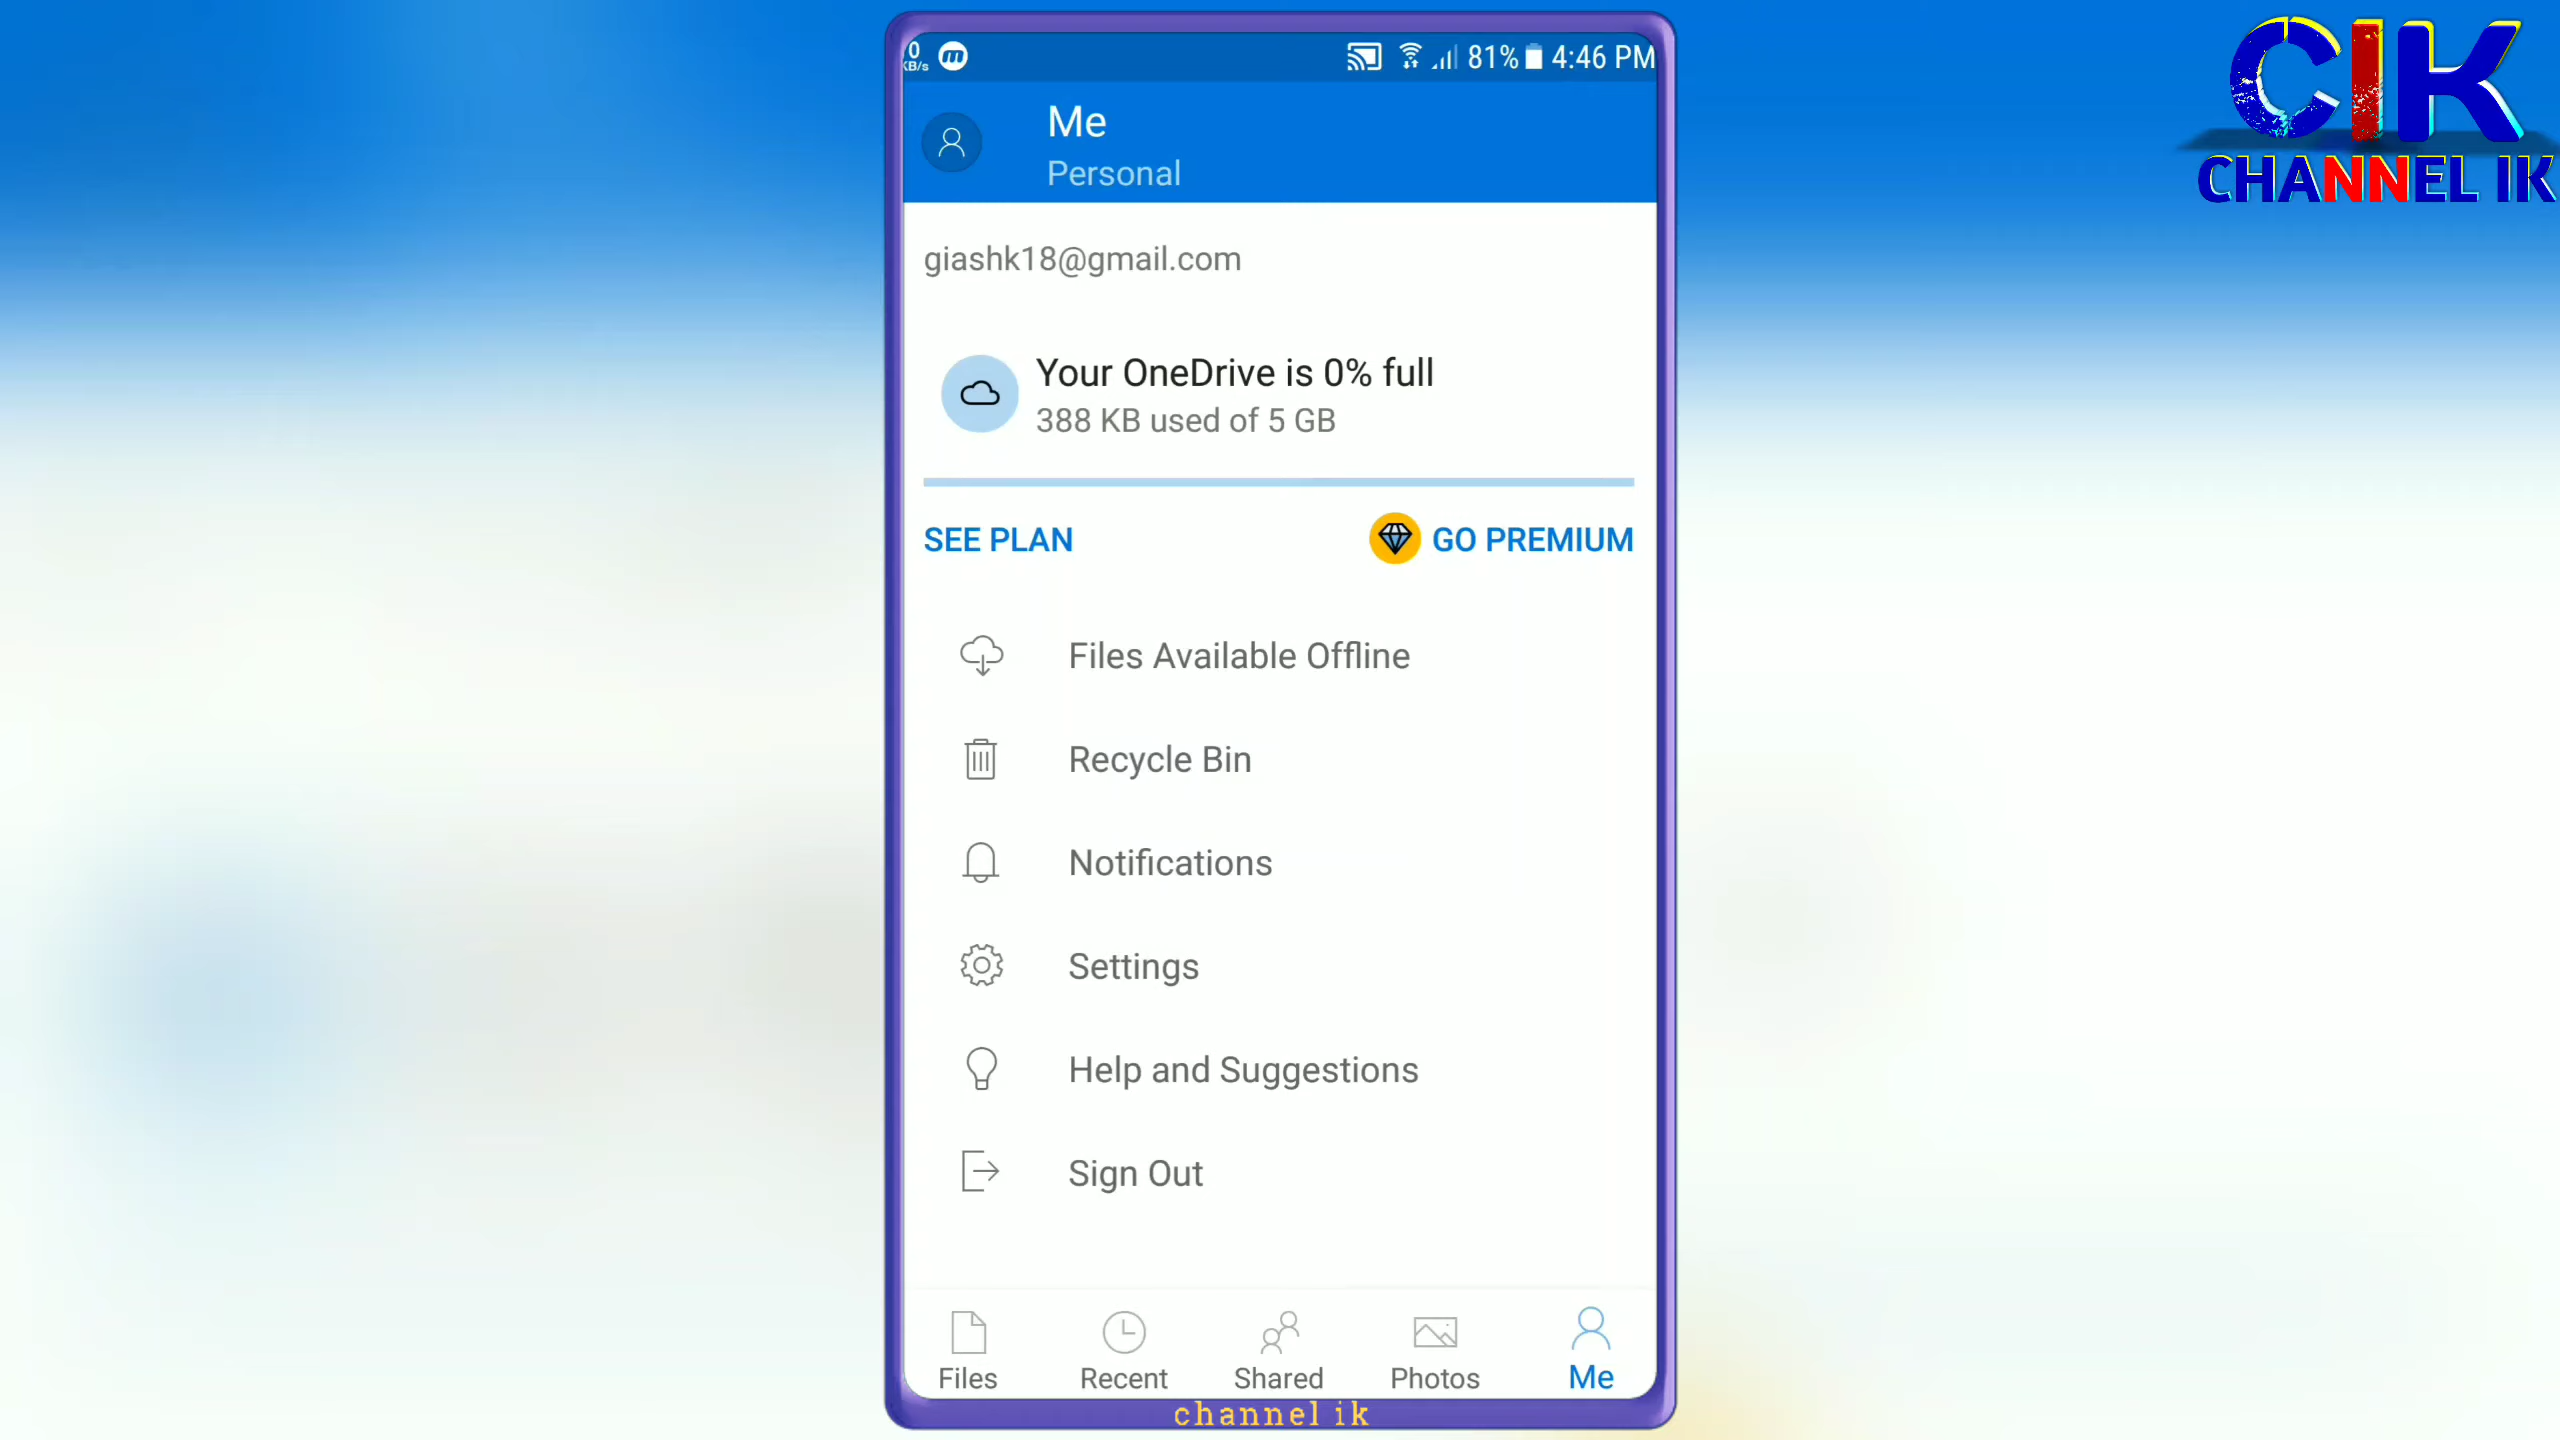 0
KB/s
m
81% 4:46 PM
CIK
CHANNEL IK
Me
Personal
giashk18@gmail.com
Your OneDrive is 0% full
388 KB used of 5 GB
SEE PLAN
GO PREMIUM
Files Available Offline
Recycle Bin
Notifications
Settings
Help and Suggestions
Sign Out
Files
Recent
Shared
Photos
Me
channel ik